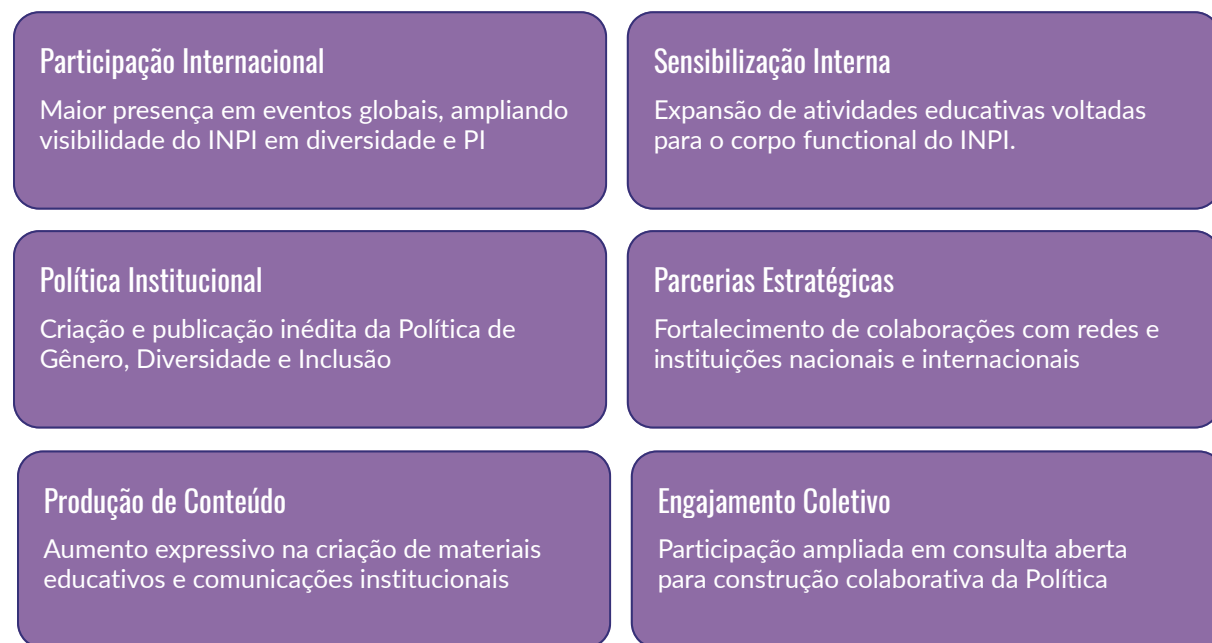 Participação Internacional
Maior presença em eventos globais, ampliando
visibilidade do INPI em diversidade e PI
Sensibilização Interna
Expansão de atividades educativas voltadas
para o corpo functional do INPI.
Política Institucional
Criação e publicação inédita da Política de
Gênero, Diversidade e Inclusão
Parcerias Estratégicas
Fortalecimento de colaborações com redes e
instituições nacionais e internacionais
Produção de Conteúdo
Aumento expressivo na criação de materiais
educativos e comunicações institucionais
Engajamento Coletivo
Participação ampliada em consulta aberta
para construção colaborativa da Política